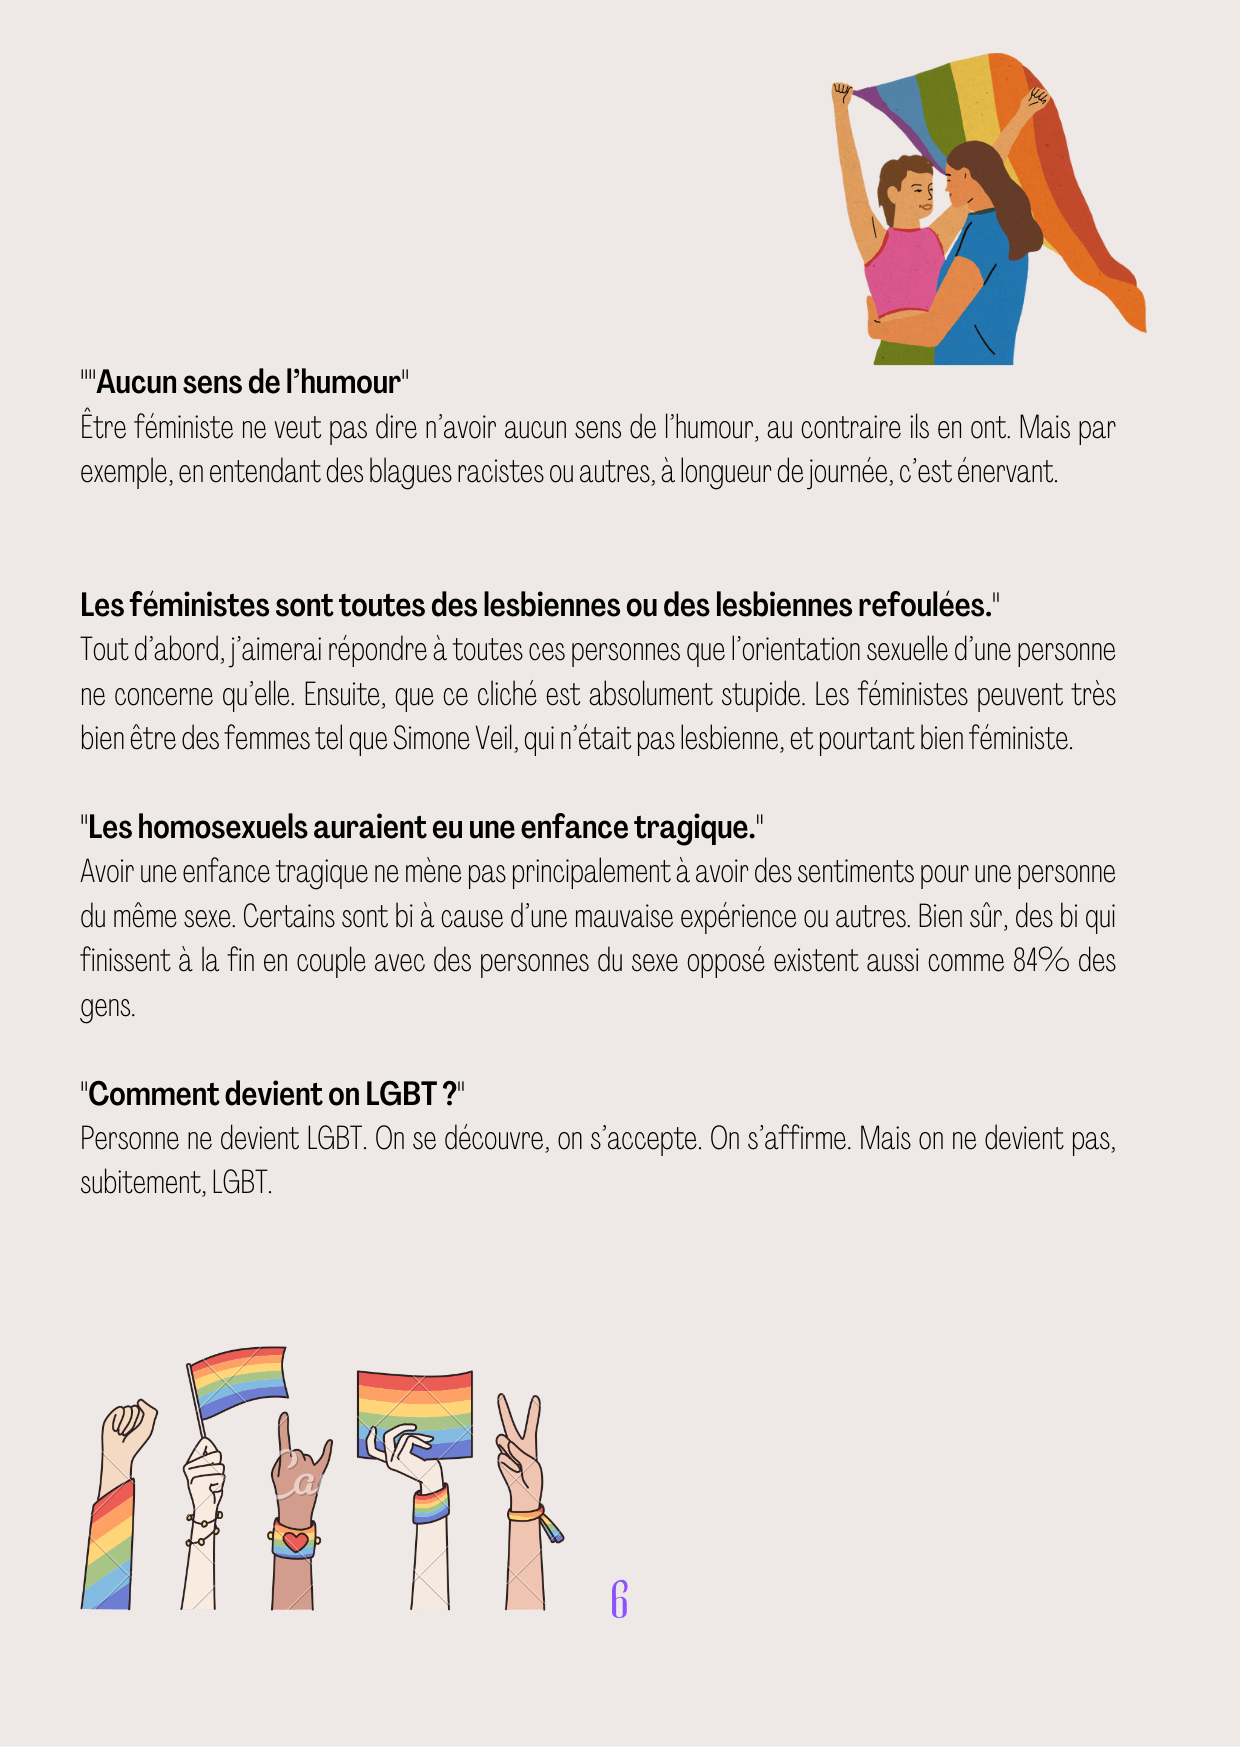 ""Aucun sens de l’humour"
Être féministe ne veut pas dire n’avoir aucun sens de l’humour, au contraire ils en ont. Mais par
exemple, en entendant des blagues racistes ou autres, à longueur de journée, c’est énervant.
Les féministes sont toutes des lesbiennes ou des lesbiennes refoulées."
Tout d’abord, j’aimerai répondre à toutes ces personnes que l’orientation sexuelle d’une personne
ne concerne qu’elle. Ensuite, que ce cliché est absolument stupide. Les féministes peuvent très
bien être des femmes tel que Simone Veil, qui n’était pas lesbienne, et pourtant bien féministe.
"Les homosexuels auraient eu une enfance tragique."
Avoir une enfance tragique ne mène pas principalement à avoir des sentiments pour une personne
du même sexe. Certains sont bi à cause d’une mauvaise expérience ou autres. Bien sûr, des bi qui
finissent à la fin en couple avec des personnes du sexe opposé existent aussi comme 84% des
gens.
"Comment devient on LGBT ?"
Personne ne devient LGBT. On se découvre, on s’accepte. On s’affirme. Mais on ne devient pas,
subitement, LGBT.
Ca
6